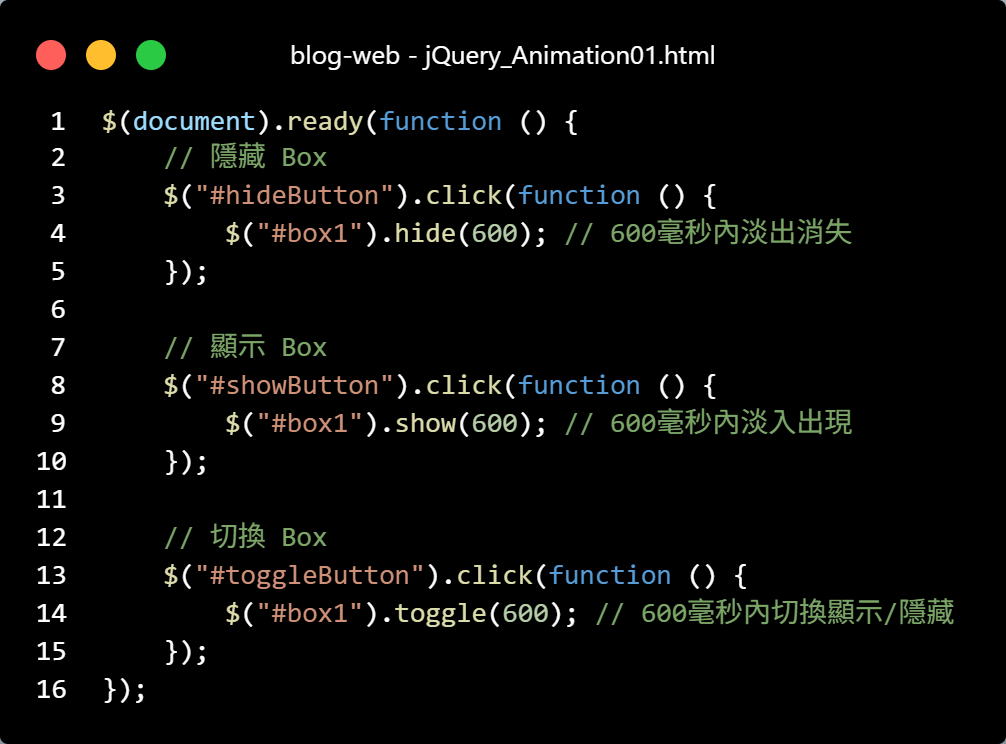 blog-web - jQuery_Animation01.html
1 $(document).ready(function () {
2     // 隱藏 Box
3     $("#hideButton").click(function () {
4         $("#box1").hide(600); // 600毫秒內淡出消失
5     });
6
7     // 顯示 Box
8     $("#showButton").click(function () {
9         $("#box1").show(600); // 600毫秒內淡入出現
10     });
11
12     // 切換 Box
13     $("#toggleButton").click(function () {
14         $("#box1").toggle(600); // 600毫秒內切換顯示/隱藏
15     });
16 });